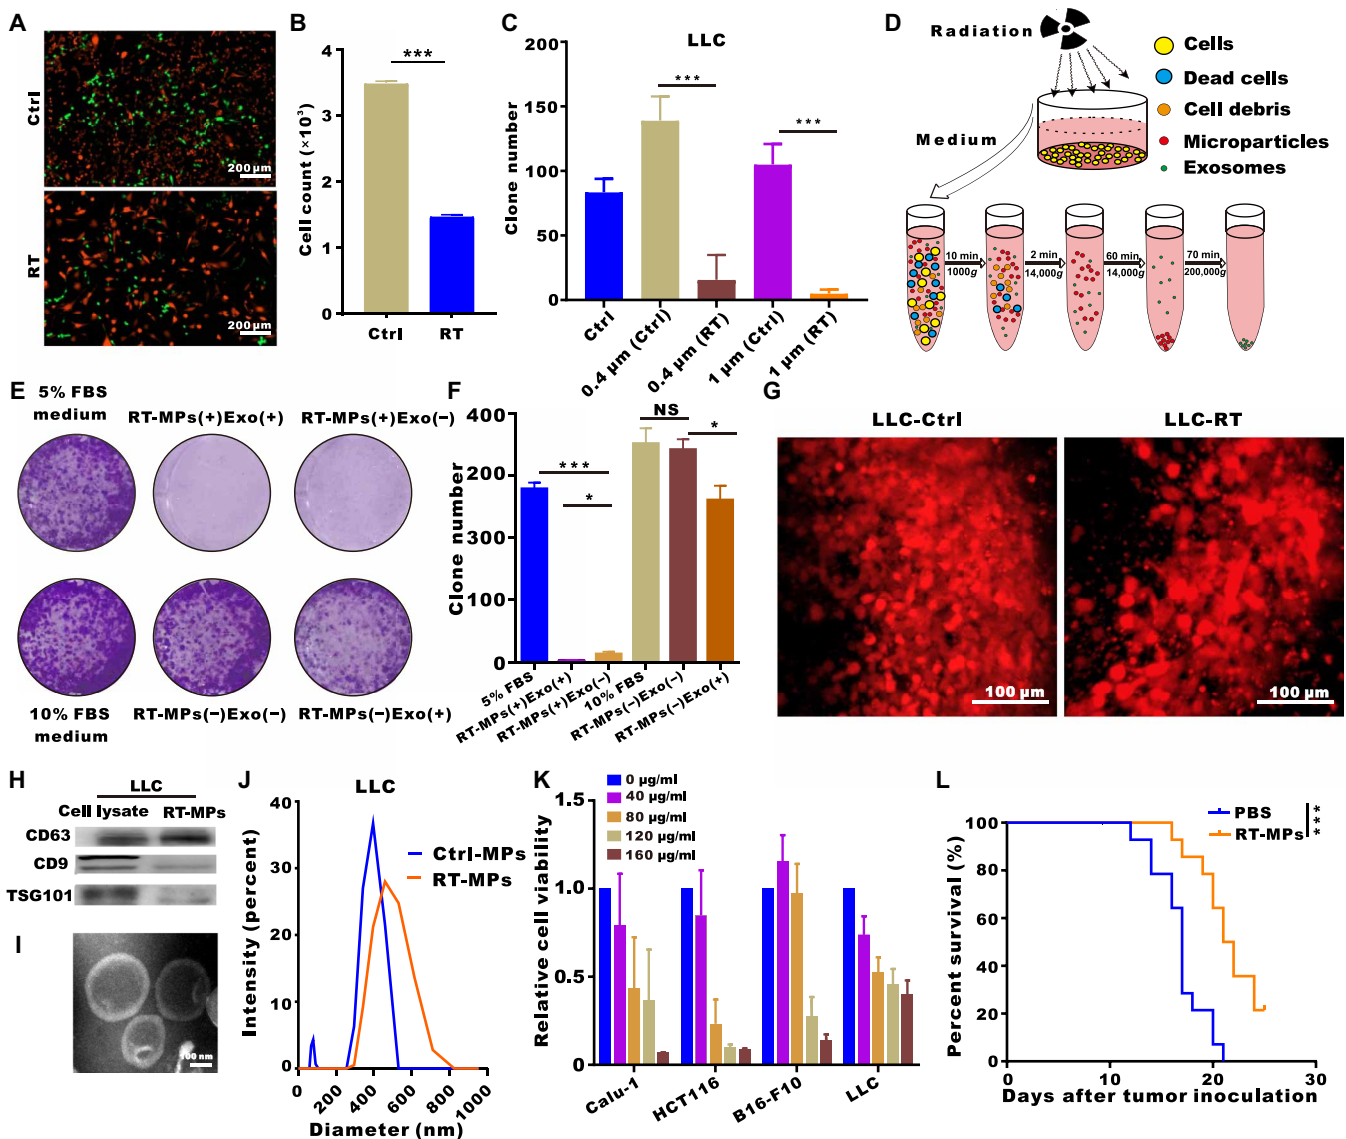 A
Ctrl
200 μm
RT
200 μm
B
Cell count (×10³)
4
3
2
1
0
***
Ctrl
RT
C
LLC
Clone number
200
150
100
50
0
***
***
Ctrl
0.4 μm (Ctrl)
0.4 μm (RT)
1 μm (Ctrl)
1 μm (RT)
D
Radiation
Medium
Cells
Dead cells
Cell debris
Microparticles
Exosomes
10 min
1000g
2 min
14,000g
60 min
14,000g
70 min
200,000g
E
5% FBS
medium
RT-MPs(+)Exo(+)
RT-MPs(+)Exo(−)
10% FBS
medium
RT-MPs(−)Exo(−)
RT-MPs(−)Exo(+)
F
Clone number
400
200
300
100
0
***
*
NS
*
5% FBS
RT-MPs(+)Exo(+)
RT-MPs(+)Exo(−)
10% FBS
RT-MPs(−)Exo(−)
RT-MPs(−)Exo(+)
G
LLC-Ctrl
LLC-RT
100 μm
100 μm
H
LLC
Cell lysate
RT-MPs
CD63
CD9
TSG101
I
100 nm
J
LLC
Intensity (percent)
40
30
20
10
0
Ctrl-MPs
RT-MPs
0
200
400
600
800
1000
Diameter (nm)
K
0 μg/ml
40 μg/ml
80 μg/ml
120 μg/ml
160 μg/ml
Relative cell viability
1.5
1.0
0.5
0
Calu-1
HCT116
B16-F10
LLC
L
PBS
RT-MPs
***
Percent survival (%)
100
80
60
40
20
0
0
10
20
30
Days after tumor inoculation